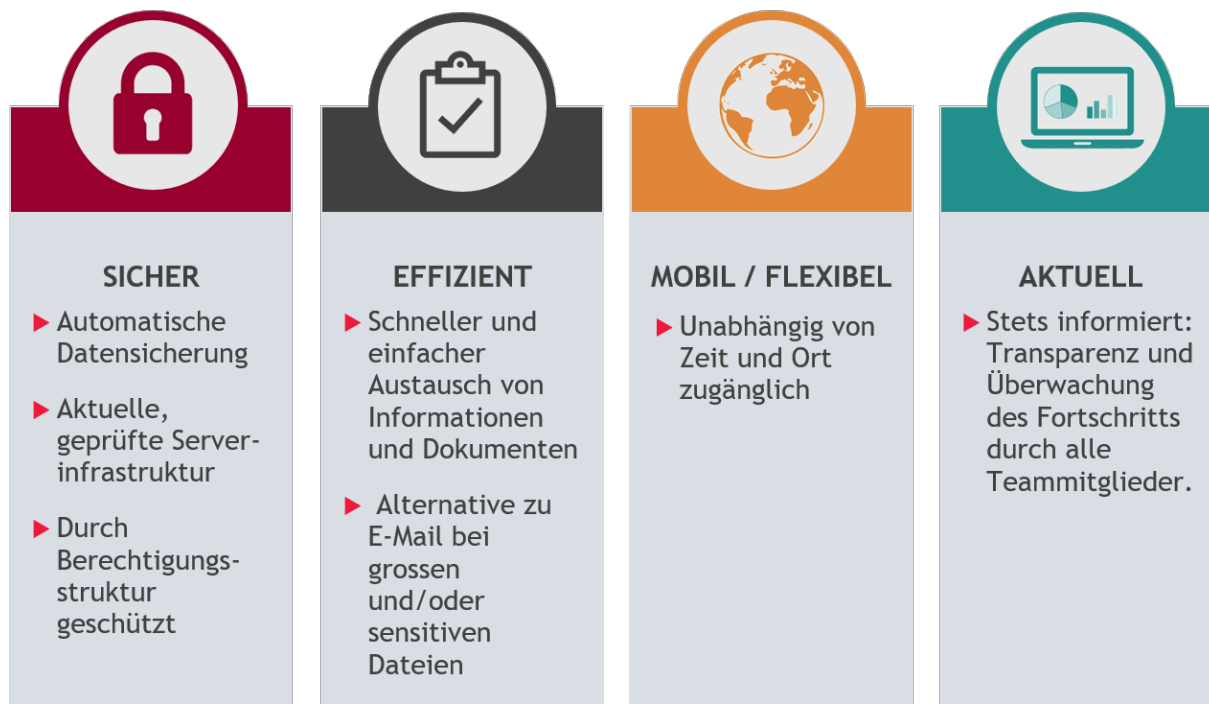 SICHER
Automatische
Datensicherung
Aktuelle,
geprüfte Server-
infrastruktur
Durch
Berechtigungs-
struktur
geschützt
EFFIZIENT
Schneller und
einfacher
Austausch von
Informationen
und Dokumenten
Alternative zu
E-Mail bei
grossen
und/oder
sensitiven
Dateien
MOBIL / FLEXIBEL
Unabhängig von
Zeit und Ort
zugänglich
AKTUELL
Stets informiert:
Transparenz und
Überwachung
des Fortschritts
durch alle
Teammitglieder.